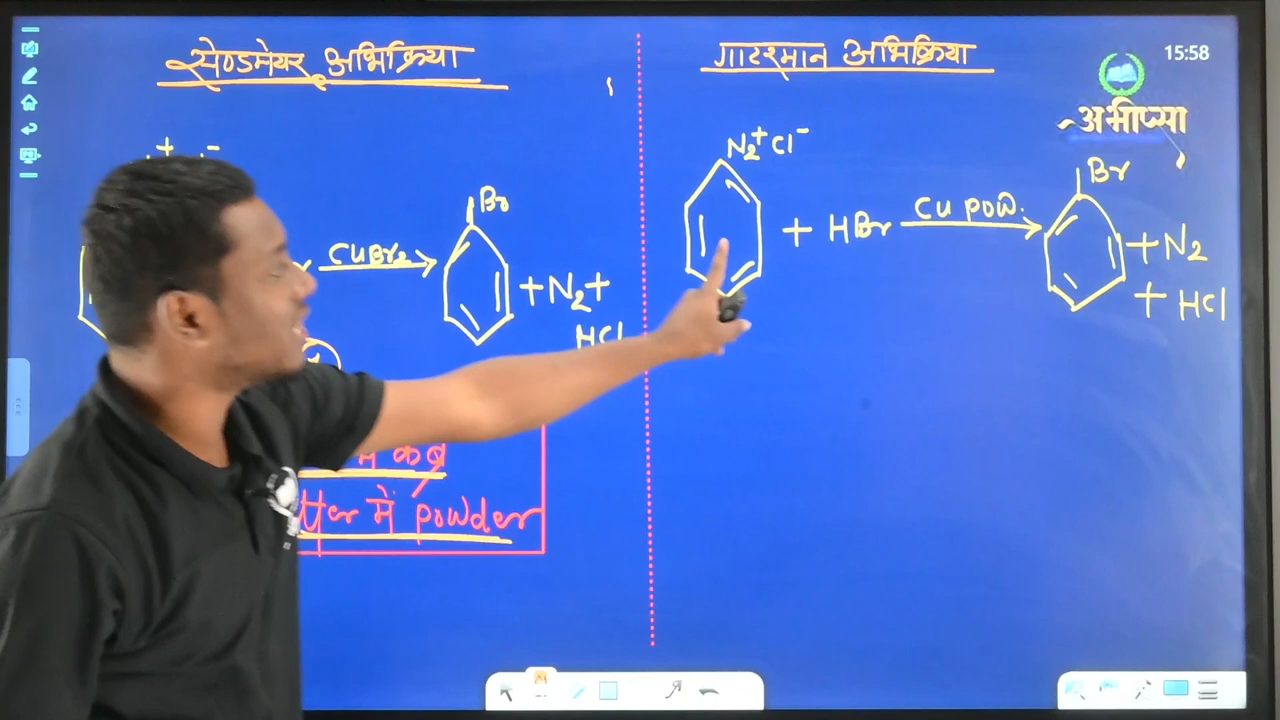 सेण्डमेयर अभिक्रिया
गाटरमान अभिक्रिया
15:58
अभीप्सा
CuBr2
Br
+ N2 +
HCl
N2+Cl-
+ HBr
Cu pow.
Br
+ N2
+ HCl
में कब
में powder